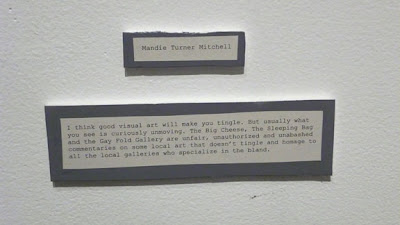 Mandie Turner Mitchell
I think good visual art will make you tingle. But usually what
you see is curiously unmoving. The Big Cheese, The Sleeping Bag
and the Gay Fold Gallery are unfair, unauthorized and unabashed
commentaries on some local art that doesn't tingle and homage to
all the local galleries who specialize in the bland.